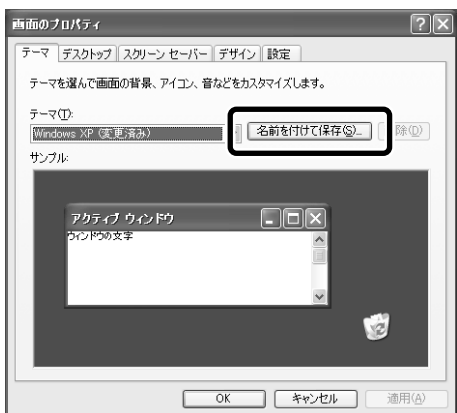 画面のプロパティ
テーマ デスクトップ スクリーン セーバー デザイン 設定
テーマを選んで画面の背景、アイコン、音などをカスタマイズします。
テーマ(T):
Windows XP (変更済み) 名前を付けて保存(S)... 除(D)
サンプル:
アクティブ ウィンドウ
ウィンドウの文字
OK キャンセル 適用(A)